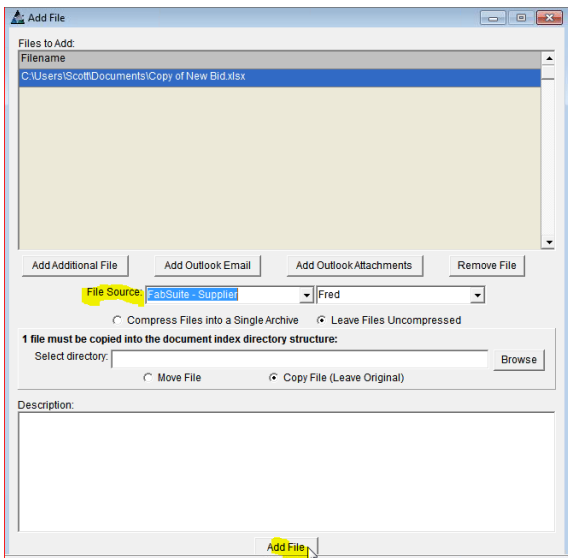 Add File
Files to Add:
Filename
C:\Users\Scott\Documents\Copy of New Bid.xlsx
Add Additional File Add Outlook Email Add Outlook Attachments Remove File
File Source: FabSuite - Supplier Fred
Compress Files into a Single Archive Leave Files Uncompressed
1 file must be copied into the document index directory structure:
Select directory: Browse
Move File Copy File (Leave Original)
Description:
Add File